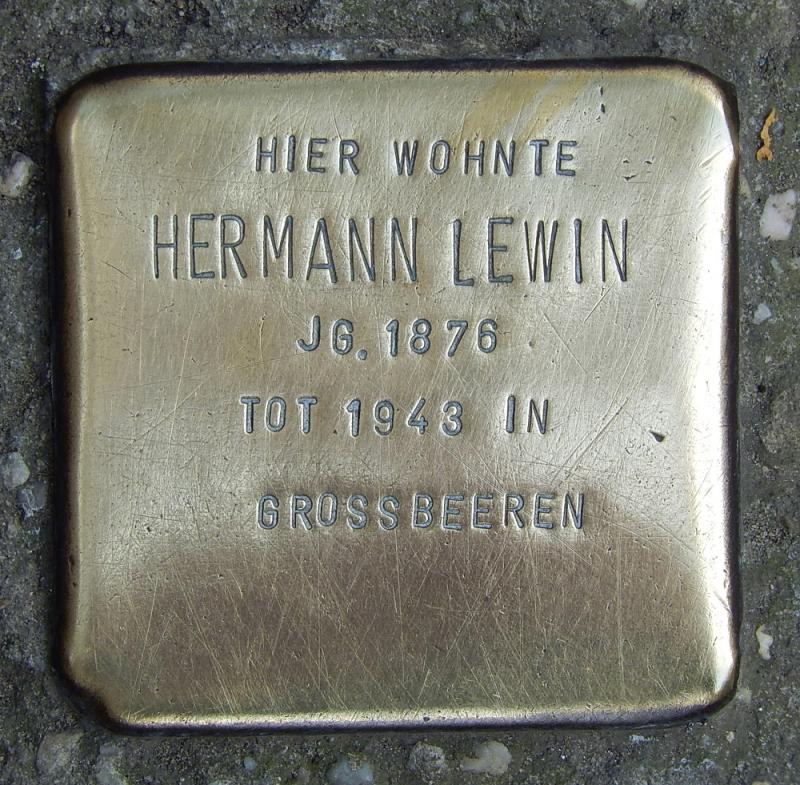 HIER WOHNTE
HERMANN LEWIN
JG. 1876
TOT 1943 IN
GROSSBEEREN